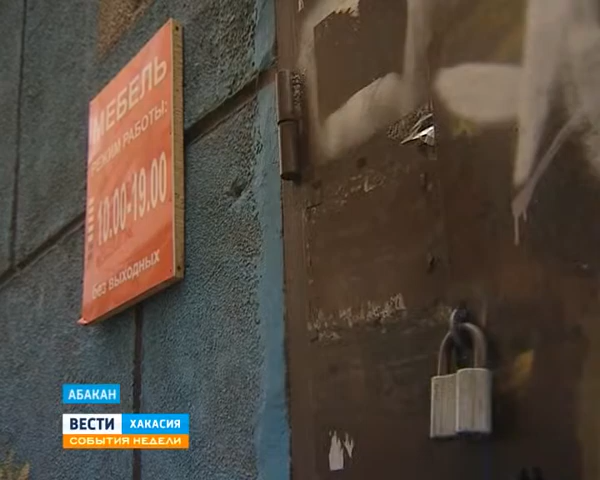 МЕБЕЛЬ
РЕЖИМ РАБОТЫ:
10.00-19.00
без выходных
АБАКАН
ВЕСТИ ХАКАСИЯ
СОБЫТИЯ НЕДЕЛИ